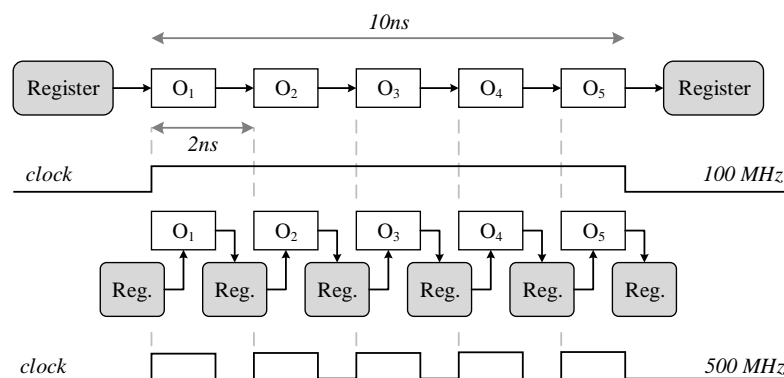 10ns
Register O1 O2 O3 O4 O5 Register
2ns
clock 100 MHz
O1 O2 O3 O4 O5
Reg. Reg. Reg. Reg. Reg. Reg.
clock 500 MHz